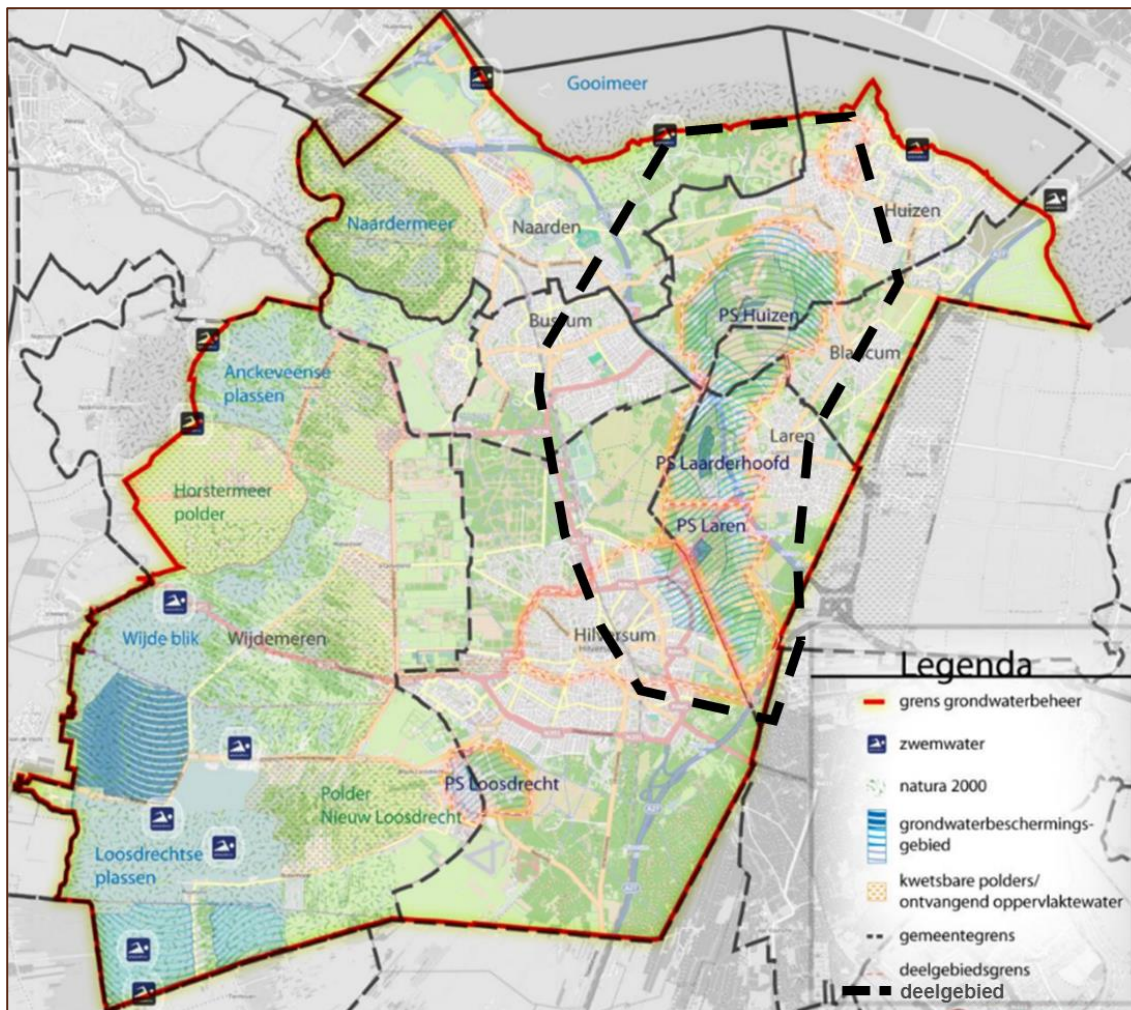 Gooimeer
Naardermeer
Naarden
Huizen
PS Huizen
Bussum
Blaricum
Anckeveense
plassen
Laren
PS Laarderhoofd
Horstermeer
polder
PS Laren
Wijde blik
Wijdemeren
Hilversum
PS Loosdrecht
Polder
Nieuw Loosdrecht
Loosdrechtse
plassen
Legenda
grens grondwaterbeheer
zwemwater
natura 2000
grondwaterbeschermings-
gebied
kwetsbare polders/
ontvangend oppervlaktewater
gemeentegrens
deelgebiedsgrens
deelgebied